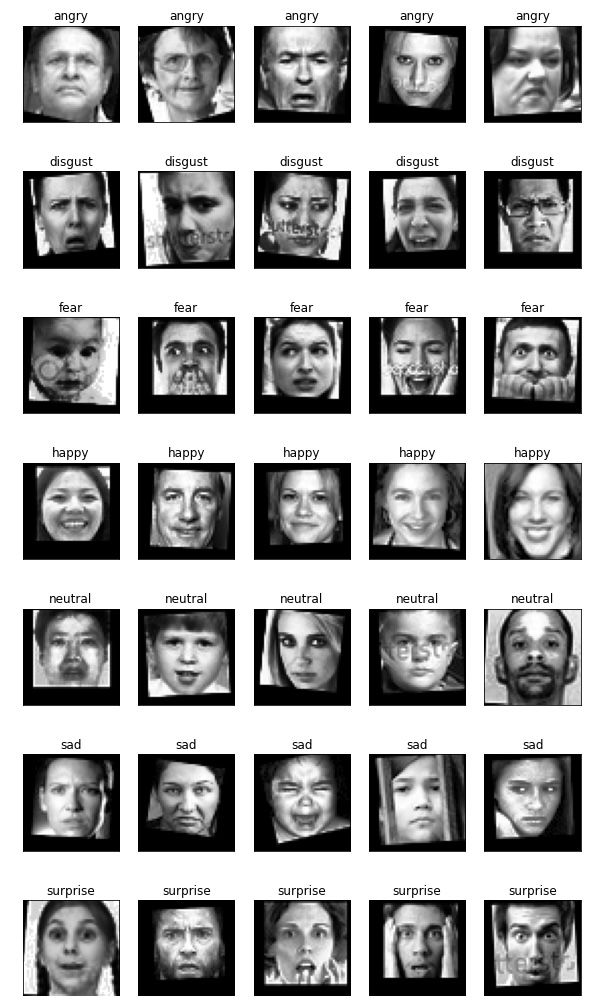 angry angry angry angry angry
disgust disgust disgust disgust disgust
shutterstock
fear fear fear fear fear
happy happy happy happy happy
neutral neutral neutral neutral neutral
sad sad sad sad sad
surprise surprise surprise surprise surprise